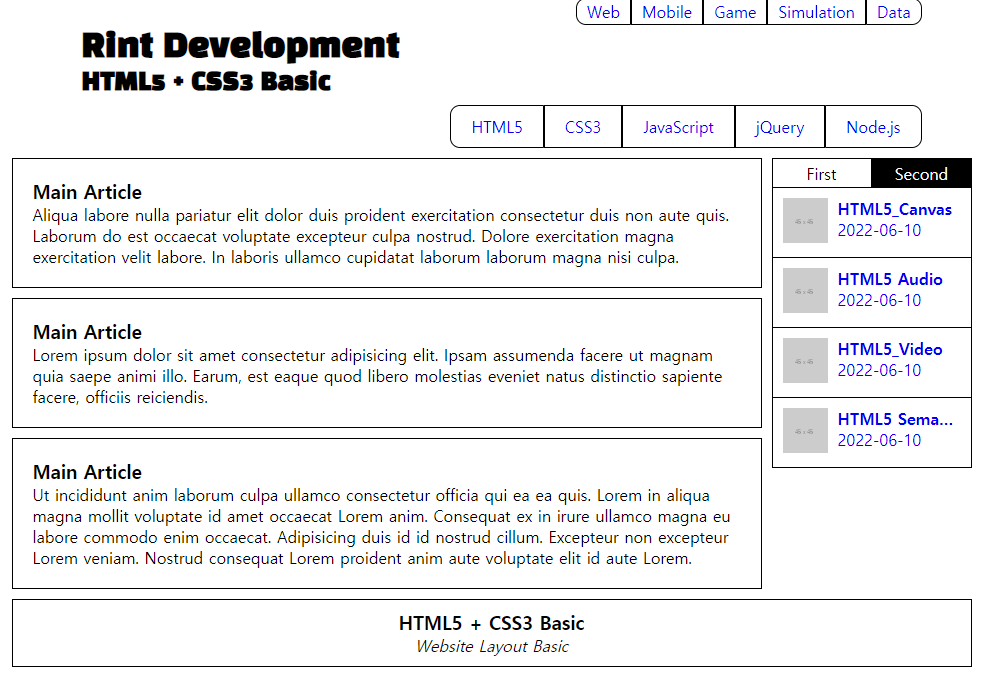 Web Mobile Game Simulation Data
Rint Development
HTML5 + CSS3 Basic
HTML5 CSS3 JavaScript jQuery Node.js
Main Article
Aliqua labore nulla pariatur elit dolor duis proident exercitation consectetur duis non aute quis.
Laborum do est occaecat voluptate excepteur culpa nostrud. Dolore exercitation magna
exercitation velit labore. In laboris ullamco cupidatat laborum laborum magna nisi culpa.
Main Article
Lorem ipsum dolor sit amet consectetur adipisicing elit. Ipsam assumenda facere ut magnam
quia saepe animi illo. Earum, est eaque quod libero molestias eveniet natus distinctio sapiente
facere, officiis reiciendis.
Main Article
Ut incididunt anim laborum culpa ullamco consectetur officia qui ea ea quis. Lorem in aliqua
magna mollit voluptate id amet occaecat Lorem anim. Consequat ex in irure ullamco magna eu
labore commodo enim occaecat. Adipisicing duis id id nostrud cillum. Excepteur non excepteur
Lorem veniam. Nostrud consequat Lorem proident anim aute voluptate elit id aute Lorem.
First Second
HTML5_Canvas
2022-06-10
HTML5 Audio
2022-06-10
HTML5_Video
2022-06-10
HTML5 Sema...
2022-06-10
HTML5 + CSS3 Basic
Website Layout Basic